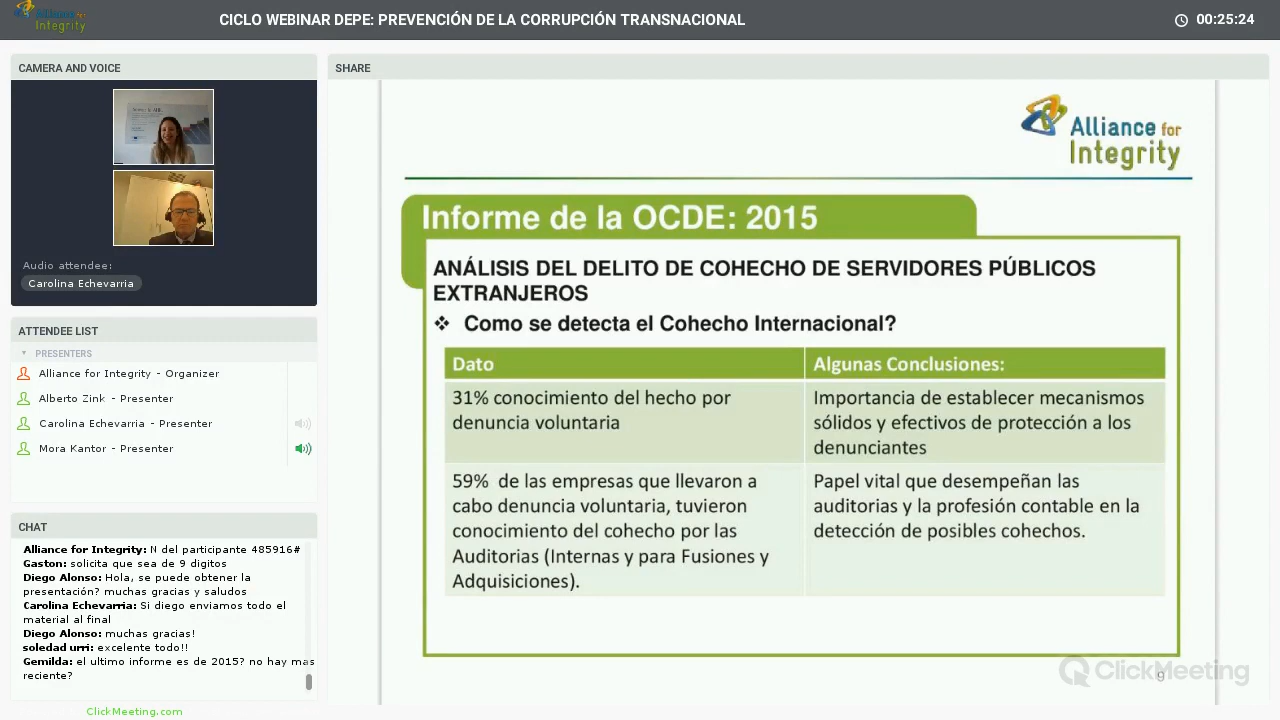 Alliance for
Integrity
CICLO WEBINAR DEPE: PREVENCIÓN DE LA CORRUPCIÓN TRANSNACIONAL
00:25:24
CAMERA AND VOICE
Audio attendee:
Carolina Echevarria
ATTENDEE LIST
PRESENTERS
Alliance for Integrity - Organizer
Alberto Zink - Presenter
Carolina Echevarria - Presenter
Mora Kantor - Presenter
CHAT
Alliance for Integrity: N del participante 485916#
Gaston: solicita que sea de 9 digitos
Diego Alonso: Hola, se puede obtener la
presentación? muchas gracias y saludos
Carolina Echevarria: Si diego enviamos todo el
material al final
Diego Alonso: muchas gracias!
soledad urri: excelente todo!!
Gemilda: el ultimo informe es de 2015? no hay mas
reciente?
ClickMeeting.com
SHARE
Alliance for
Integrity
Informe de la OCDE: 2015
ANÁLISIS DEL DELITO DE COHECHO DE SERVIDORES PÚBLICOS
EXTRANJEROS
❖ Como se detecta el Cohecho Internacional?
Dato
Algunas Conclusiones:
31% conocimiento del hecho por
denuncia voluntaria
Importancia de establecer mecanismos
sólidos y efectivos de protección a los
denunciantes
59% de las empresas que llevaron a
cabo denuncia voluntaria, tuvieron
conocimiento del cohecho por las
Auditorias (Internas y para Fusiones y
Adquisiciones).
Papel vital que desempeñan las
auditorias y la profesión contable en la
detección de posibles cohechos.
ClickMeeting
9